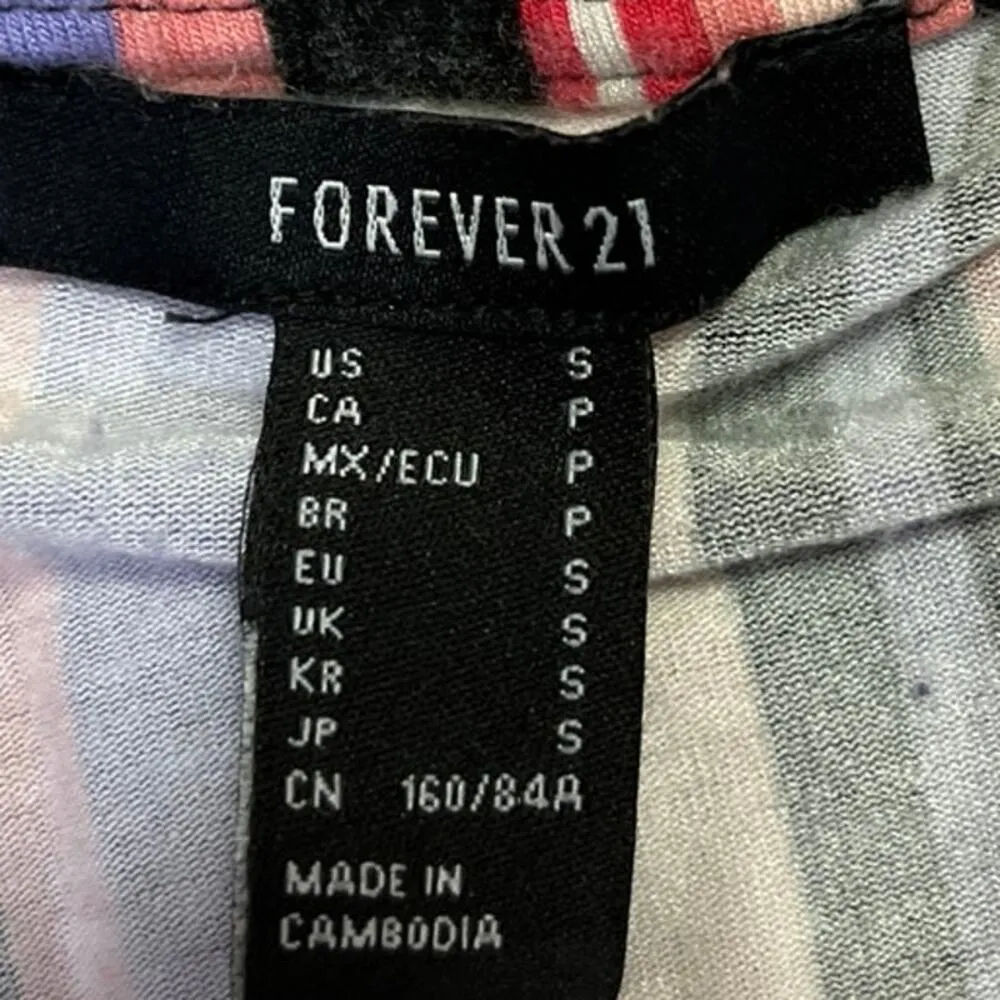 FOREVER 21
US S
CA P
MX/ECU P
BR P
EU S
UK S
KR S
JP S
CN 160/84A
MADE IN
CAMBODIA